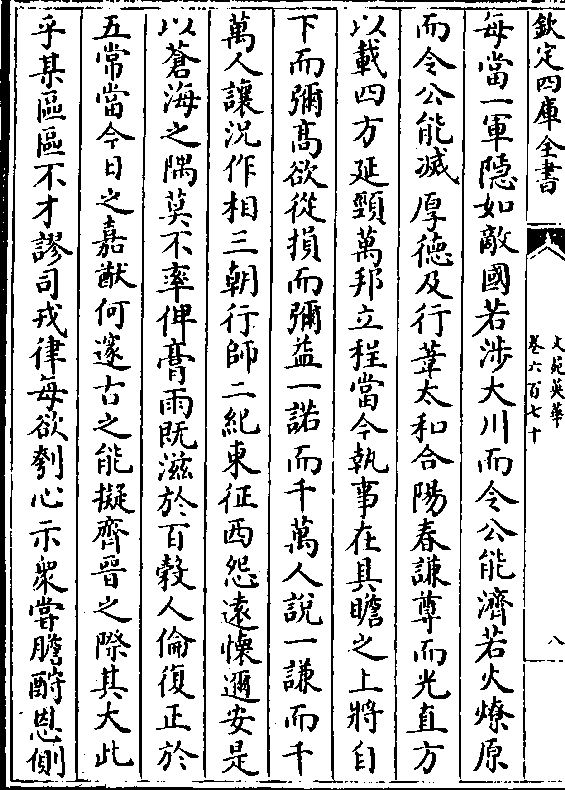 欽定四庫全書
文苑英華
卷六百七十
八
每當一軍隠如敵國若涉大川而令公能濟若火燎原
而令公能滅厚德及行葦太和合陽春謙尊而光直方
以載四方延頸萬邦立程當今執事在具瞻之上將自
下而彌髙欲從損而彌益一諾而千萬人說一謙而千
萬人讓況作相三朝行師二紀東征西怨逺懷邇安是
以蒼海之隅莫不率俾膏雨既滋於百榖人倫復正於
五常當今日之嘉猷何邃古之能擬齊晉之際其大此
乎某區區不才謬司戎律每欲刳心示衆嘗膽酧恩側